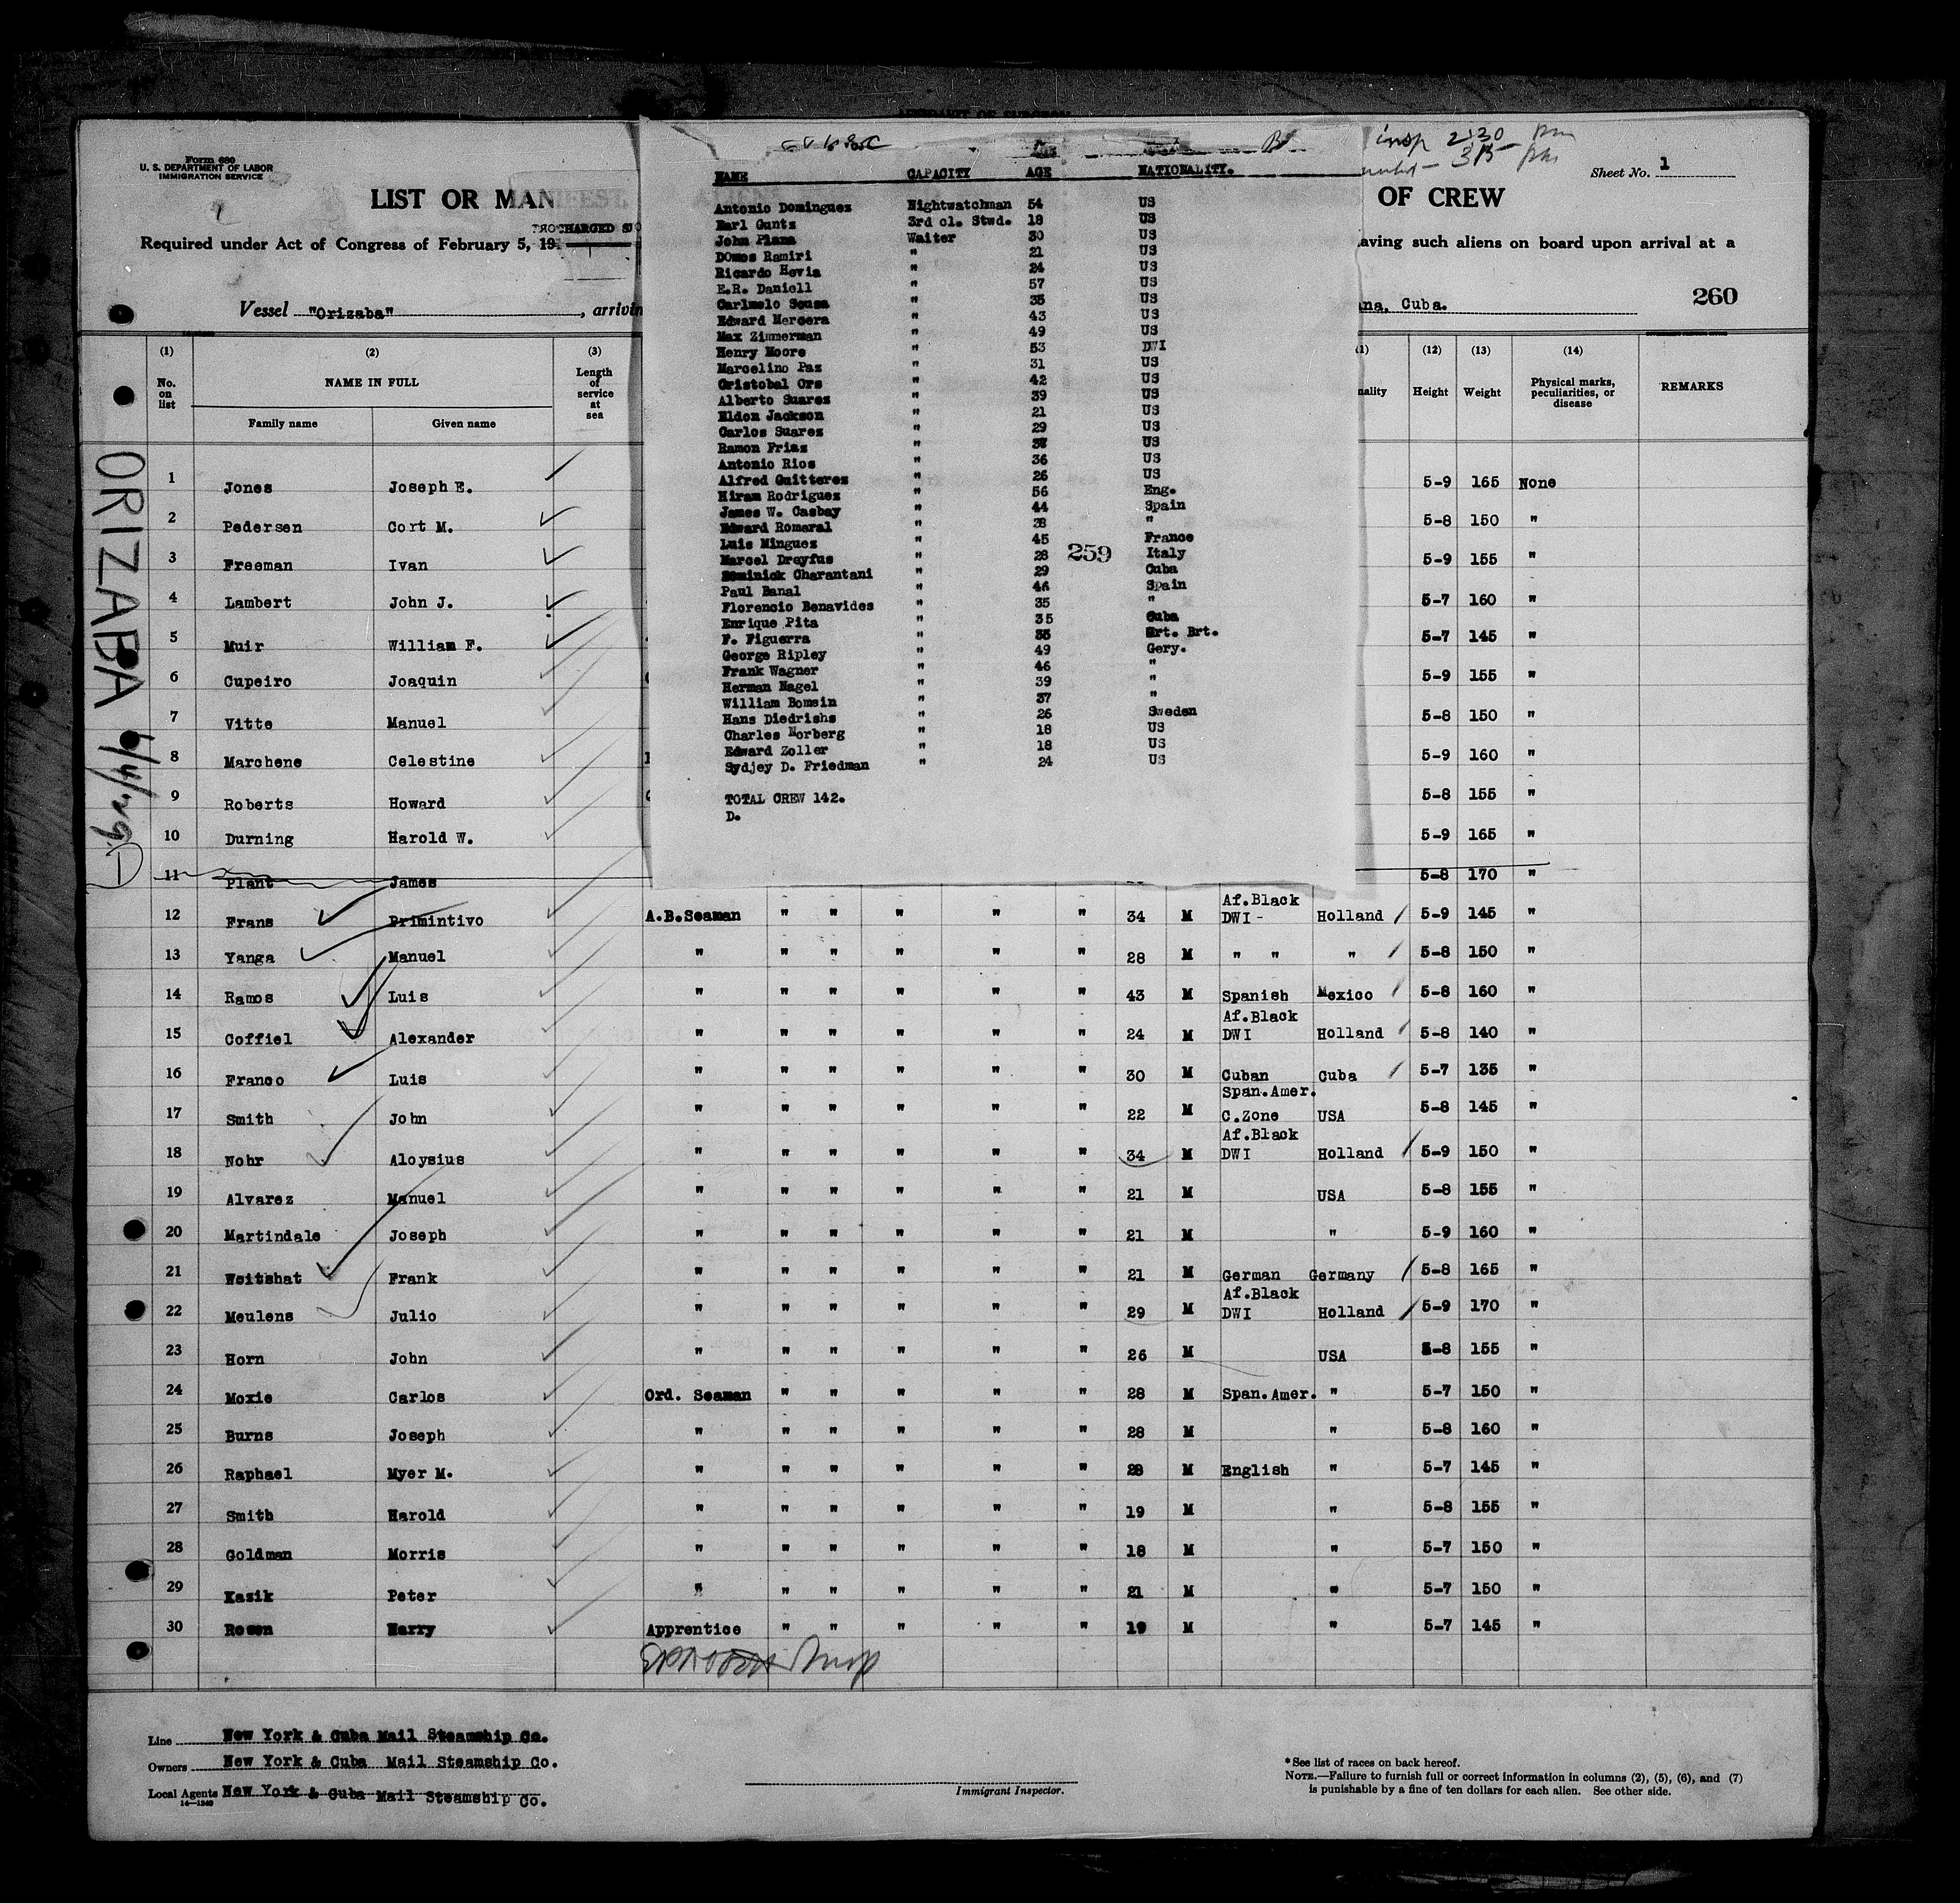 Form 680
U. S. DEPARTMENT OF LABOR
IMMIGRATION SERVICE
LIST OR MAN
OF CREW
Sheet No. 1
insp 2:30 Pm
Required under Act of Congress of February 5, 19
aving such aliens on board upon arrival at a
Vessel "Orizaba", arrivin
ana, Cuba.
260
ORIZABA
NAME CAPACITY AGE NATIONALITY.
Antonio Dominguez Nightwatchman 54 US
Earl Guntz 3rd cl. Stwd. 18 US
John Plana Waiter 30 US
Domos Ramiri " 21 US
Ricardo Hevia " 24 US
E.R. Daniell " 57 US
Carlmelo Sousa " 35 US
Edward Mercera " 43 US
Max Zimmerman " 49 US
Henry Moore " 53 DWI
Marcelino Paz " 31 US
Cristobal Ors " 42 US
Alberto Suarez " 39 US
Eldon Jackson " 21 US
Carlos Suarez " 29 US
Ramon Frias " US
Antonio Rios " 36 US
Alfred Guitterez " 26 US
Hiram Rodriguez " 56 Eng.
James W. Casbay " 44 Spain
Edward Romaral " 38 "
Luis Minguez " 45 France
Marcel Dreyfus " 28 Italy
Dominick Charantani " 29 Cuba
Paul Banal " 46 Spain
Florencio Benavides " 35 "
Enrique Pita " 35 Cuba
F. Figuerra " 35 Grt. Brt.
George Ripley " 49 Gery.
Frank Wagner " 46 "
Herman Nagel " 39 "
William Bomsin " 37 "
Hans Diedrishs " 26 Sweden
Charles Norberg " 18 US
Edward Zoller " 18 US
Sydjey D. Friedman " 24 US
259
TOTAL CREW 142.
D.
(1) (2) (3) (12) (13) (14)
No. on list NAME IN FULL Length of service at sea Height Weight Physical marks, peculiarities, or disease REMARKS
Family name Given name
1 Jones Joseph E. 5-9 165 None
2 Pedersen Cort M. 5-8 150 "
3 Freeman Ivan 5-9 155 "
4 Lambert John J. 5-7 160 "
5 Muir William F. 5-7 145 "
6 Cupeiro Joaquin 5-9 155 "
7 Vitte Manuel 5-8 150 "
8 Marchene Celestine 5-9 160 "
9 Roberts Howard 5-8 155 "
10 Durning Harold W. 5-9 165 "
11 Plant James 5-8 170 "
12 Frans Primintivo A.B.Seaman " " " " " 34 M Af.Black DWI - Holland 5-9 145 "
13 Yanga Manuel " " " " " " 28 M " " " 5-8 150 "
14 Ramos Luis " " " " " " 43 M Spanish Mexico 5-8 160 "
15 Coffiel Alexander " " " " " " 24 M Af.Black DWI Holland 5-8 140 "
16 Franco Luis " " " " " " 30 M Cuban Cuba 5-7 135 "
17 Smith John " " " " " " 22 M Span.Amer. C.Zone USA 5-8 145 "
18 Nohr Aloysius " " " " " " 34 M Af.Black DWI Holland 5-9 150 "
19 Alvarez Manuel " " " " " " 21 M USA 5-8 155 "
20 Martindale Joseph " " " " " " 21 M " 5-9 160 "
21 Weitshat Frank " " " " " " 21 M German Germany 5-8 165 "
22 Meulens Julio " " " " " " 29 M Af.Black DWI Holland 5-9 170 "
23 Horn John " " " " " " 26 M USA 5-8 155 "
24 Moxie Carlos Ord. Seaman " " " " " 28 M Span.Amer. " 5-7 150 "
25 Burns Joseph " " " " " " 28 M " 5-8 160 "
26 Raphael Myer M. " " " " " " 28 M English " 5-7 145 "
27 Smith Harold " " " " " " 19 M " 5-8 155 "
28 Goldman Morris " " " " " " 18 M " 5-7 150 "
29 Kasik Peter " " " " " " 21 M " 5-7 150 "
30 Rosen Harry Apprentice " " " " " 19 M " 5-7 145 "
Line New York & Cuba Mail Steamship Co.
Owners New York & Cuba Mail Steamship Co.
Local Agents New York & Cuba Mail Steamship Co.
14—1240
Immigrant Inspector.
* See list of races on back hereof.
NOTE.—Failure to furnish full or correct information in columns (2), (5), (6), and (7)
is punishable by a fine of ten dollars for each alien. See other side.